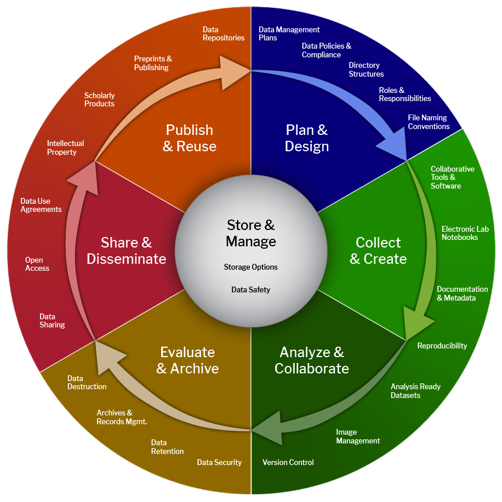 Data Management
Plans
Data Policies &
Compliance
Directory
Structures
Roles &
Responsibilities
File Naming
Conventions
Plan &
Design
Collaborative
Tools &
Software
Electronic Lab
Notebooks
Documentation
& Metadata
Reproducibility
Collect
& Create
Analysis Ready
Datasets
Image
Management
Version Control
Analyze &
Collaborate
Data Security
Data
Retention
Archives &
Records Mgmt.
Data
Destruction
Evaluate
& Archive
Data
Sharing
Open
Access
Data Use
Agreements
Share &
Disseminate
Intellectual
Property
Scholarly
Products
Preprints &
Publishing
Data
Repositories
Publish
& Reuse
Store &
Manage
Storage Options
Data Safety